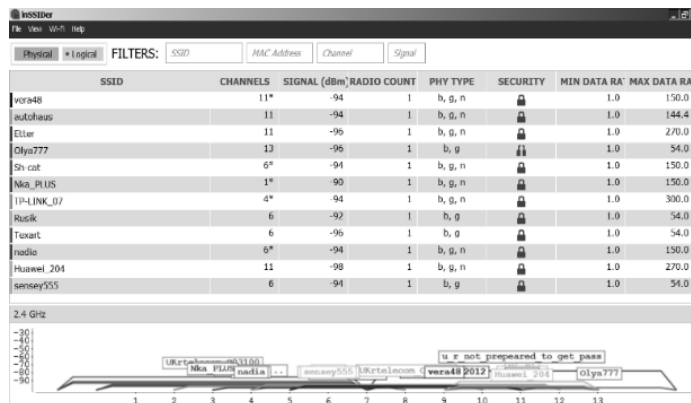 inSSIDer
File View Wi-Fi Help
Physical * Logical FILTERS: SSID MAC Address Channel Signal
SSID CHANNELS SIGNAL (dBm) RADIO COUNT PHY TYPE SECURITY MIN DATA RA MAX DATA RA
vera48 11* -94 1 b, g, n 1.0 150.0
autohaus 11 -94 1 b, g, n 1.0 144.4
Etter 11 -96 1 b, g, n 1.0 270.0
Olya777 13 -96 1 b, g 1.0 54.0
Sh-cat 6* -94 1 b, g, n 1.0 150.0
Nka_PLUS 1* -90 1 b, g, n 1.0 150.0
TP-LINK_07 4* -94 1 b, g, n 1.0 300.0
Rusik 6 -92 1 b, g 1.0 54.0
Texart 6 -96 1 b, g 1.0 54.0
nadia 6* -94 1 b, g, n 1.0 150.0
Huawei_204 11 -98 1 b, g, n 1.0 270.0
sensey555 6 -94 1 b, g 1.0 54.0
2.4 GHz
-30
-40
-50
-60
-70
-80
-90
u r not prepeared to get pass
Nka_PLUS nadia .. sensey555 UKrtelecom vera48 2012 Huawei_204 Olya777
1 2 3 4 5 6 7 8 9 10 11 12 13